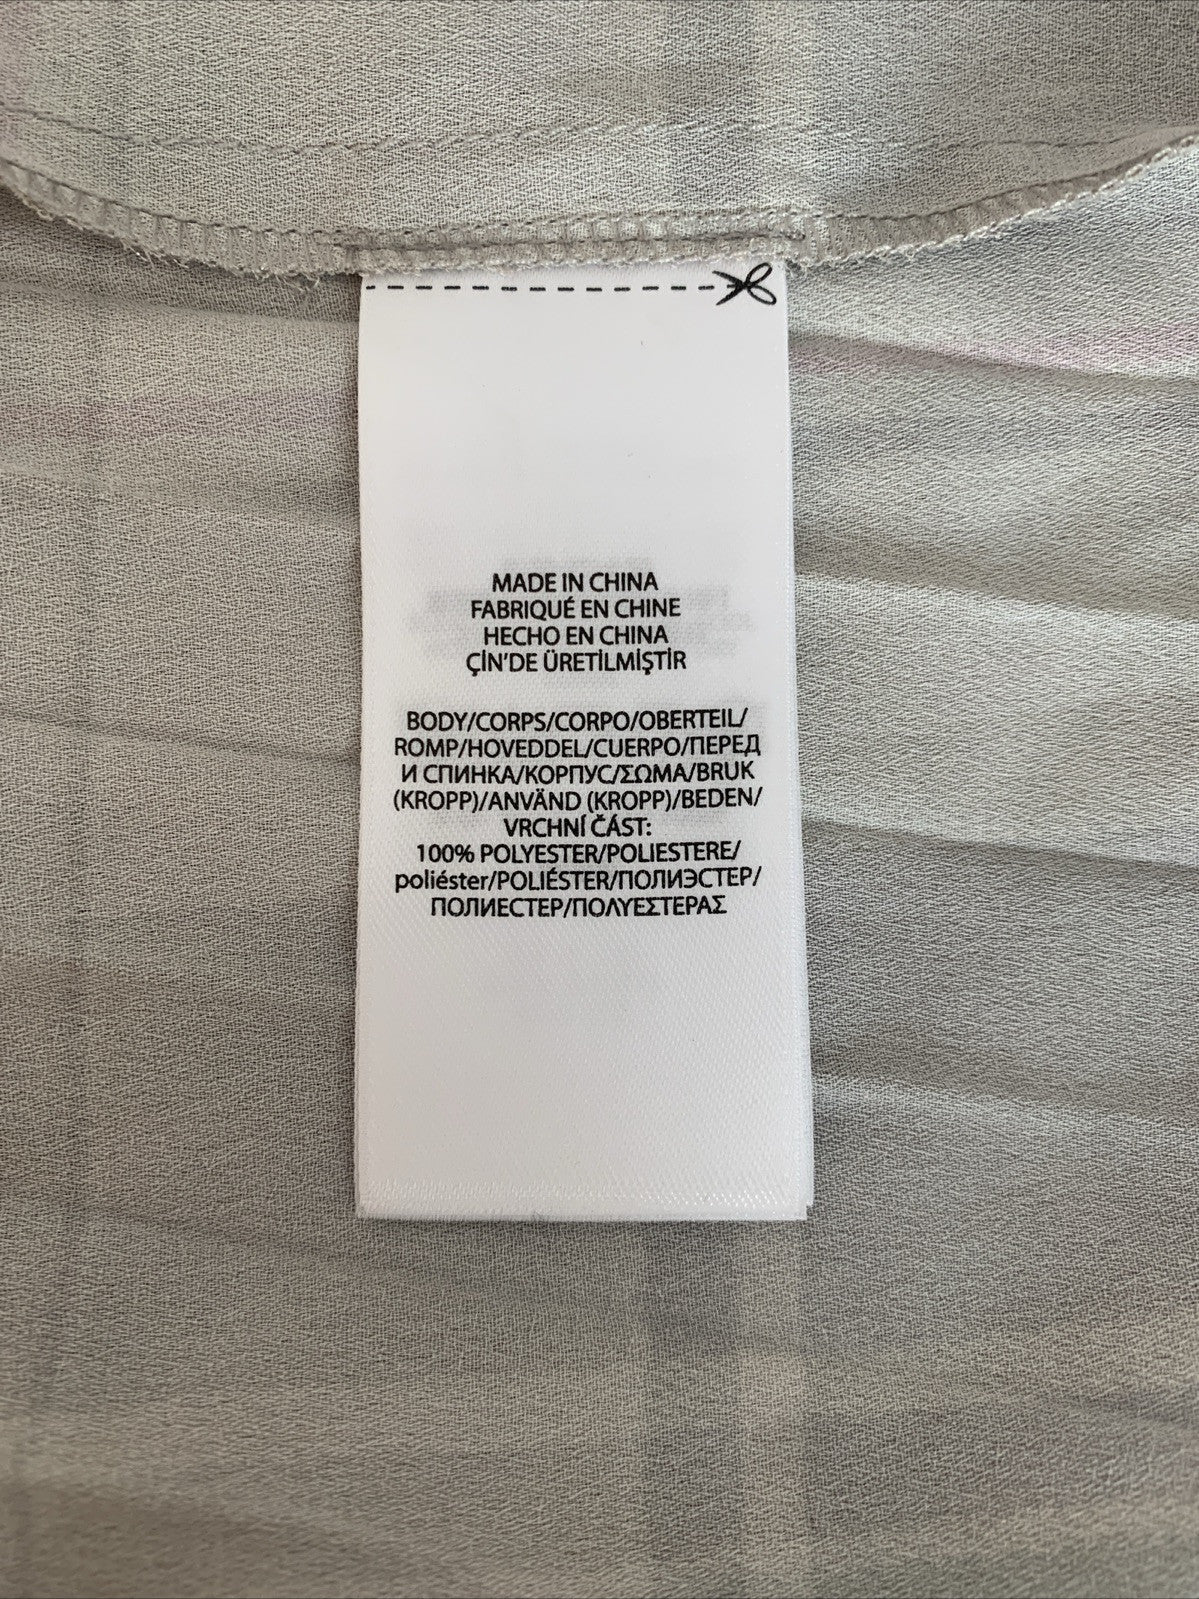 MADE IN CHINA
FABRIQUÉ EN CHINE
HECHO EN CHINA
ÇİN'DE ÜRETİLMİŞTİR
BODY/CORPS/CORPO/OBERTEIL/
ROMP/HOVEDDEL/CUERPO/ПЕРЕД
И СПИНКА/КОРПУС/ΣΩΜΑ/BRUK
(KROPP)/ANVÄND (KROPP)/BEDEN/
VRCHNÍ ČÁST:
100% POLYESTER/POLIESTERE/
poliéster/POLIÉSTER/ПОЛИЭСТЕР/
ПОЛИЕСТЕР/ΠΟΛΥΕΣΤΕΡΑΣ